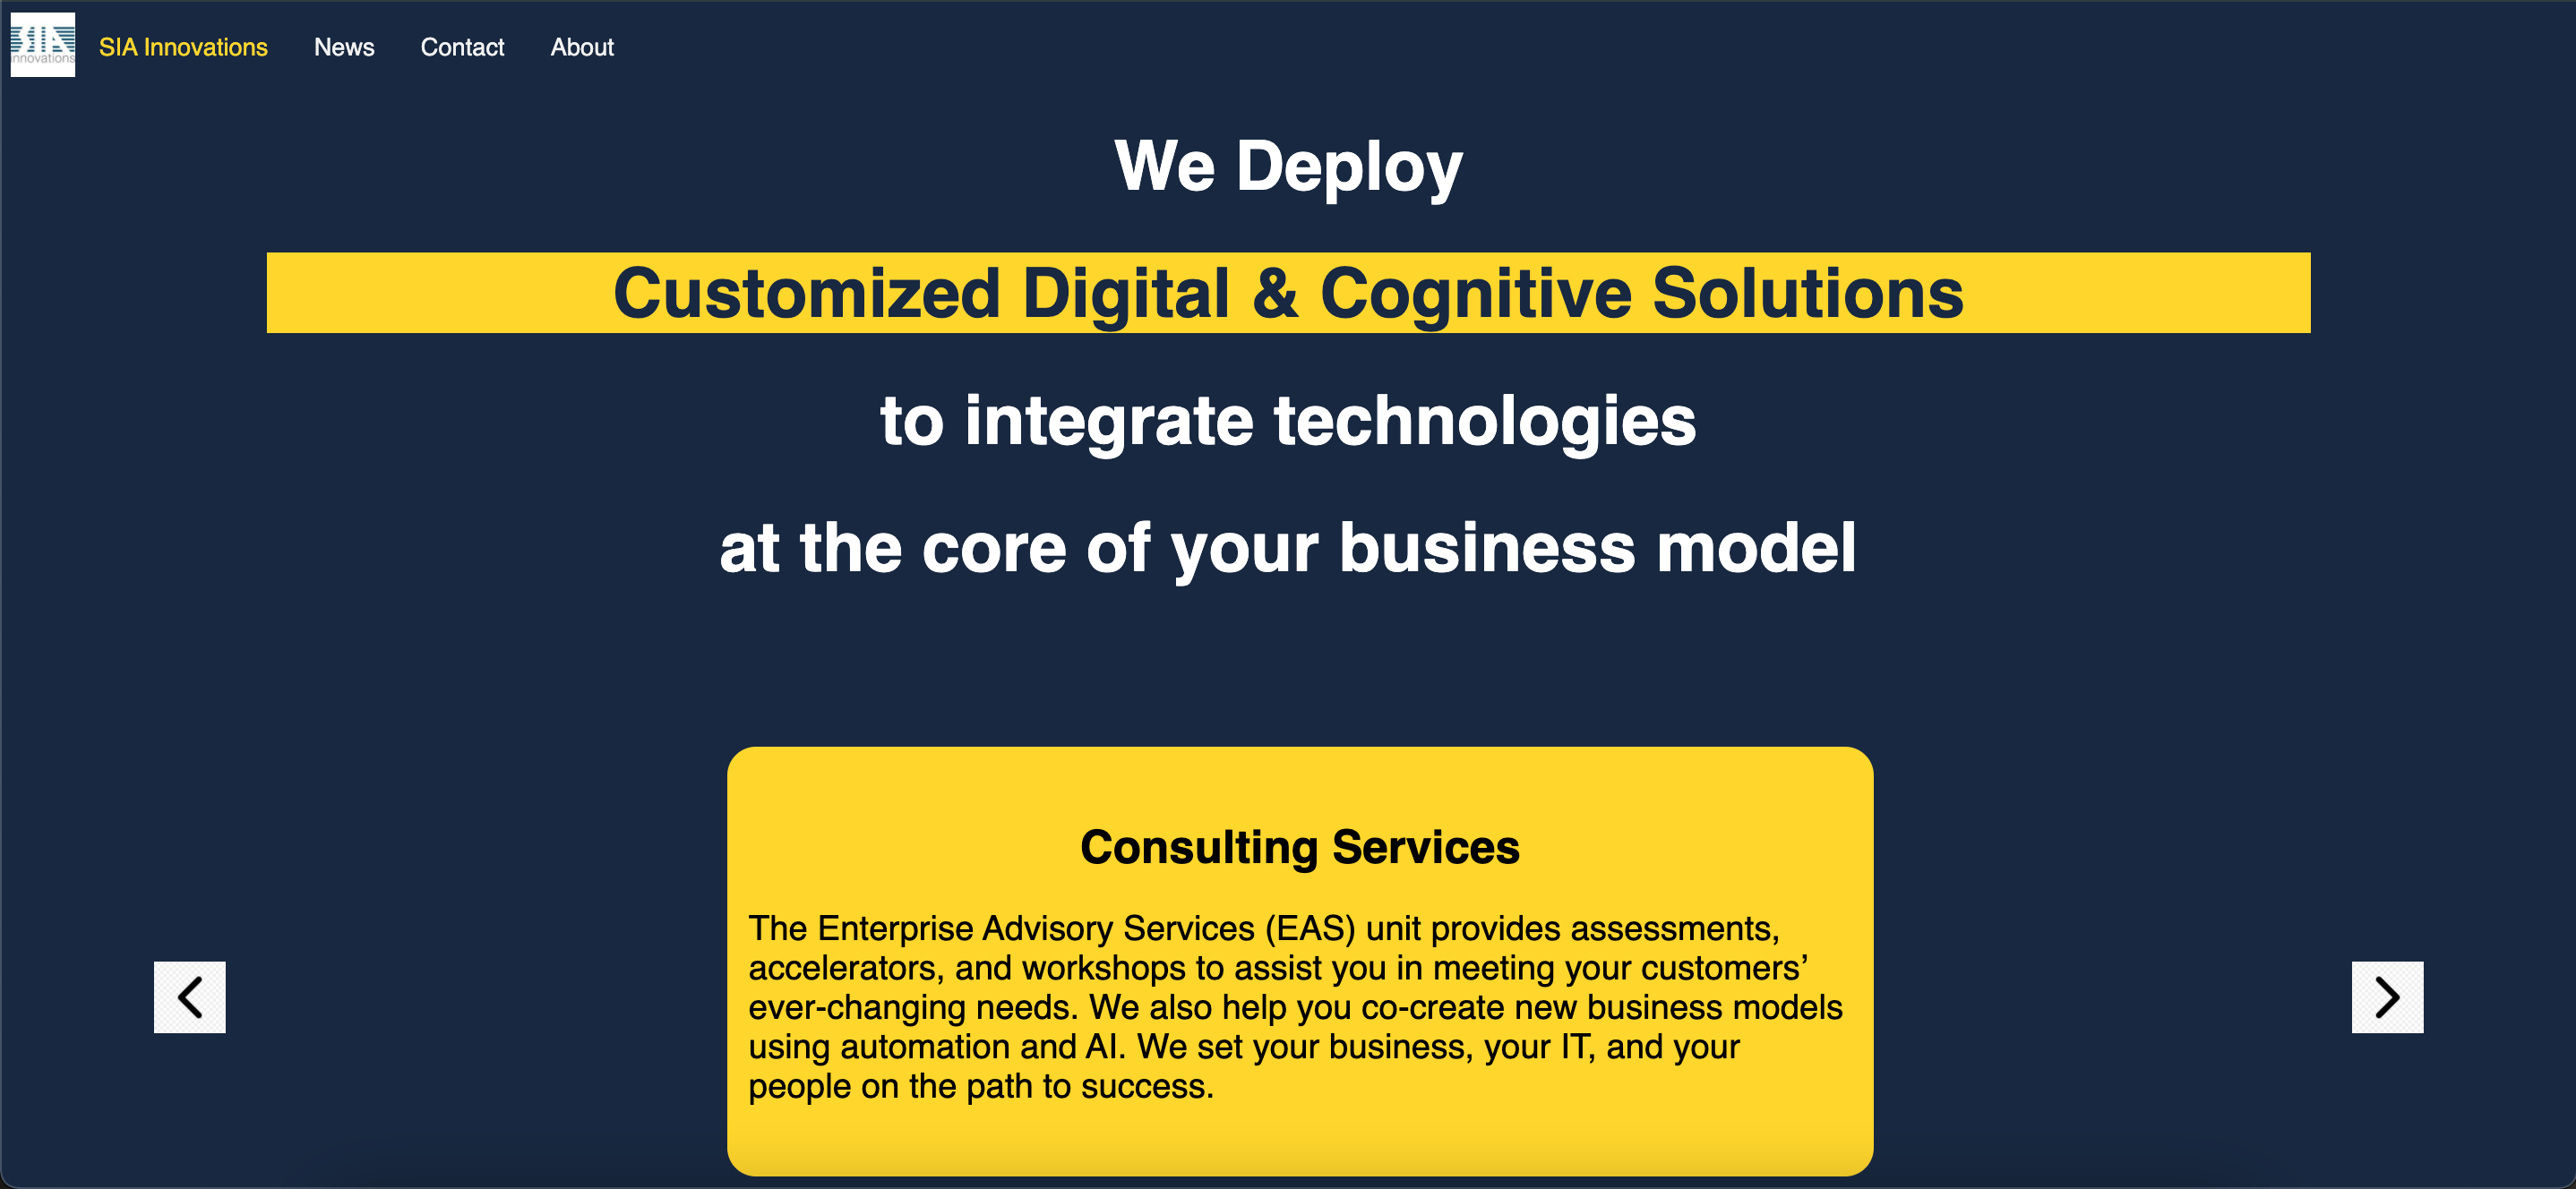 SIA
innovations
SIA Innovations News Contact About
We Deploy
Customized Digital & Cognitive Solutions
to integrate technologies
at the core of your business model
Consulting Services
The Enterprise Advisory Services (EAS) unit provides assessments,
accelerators, and workshops to assist you in meeting your customers’
ever-changing needs. We also help you co-create new business models
using automation and AI. We set your business, your IT, and your
people on the path to success.